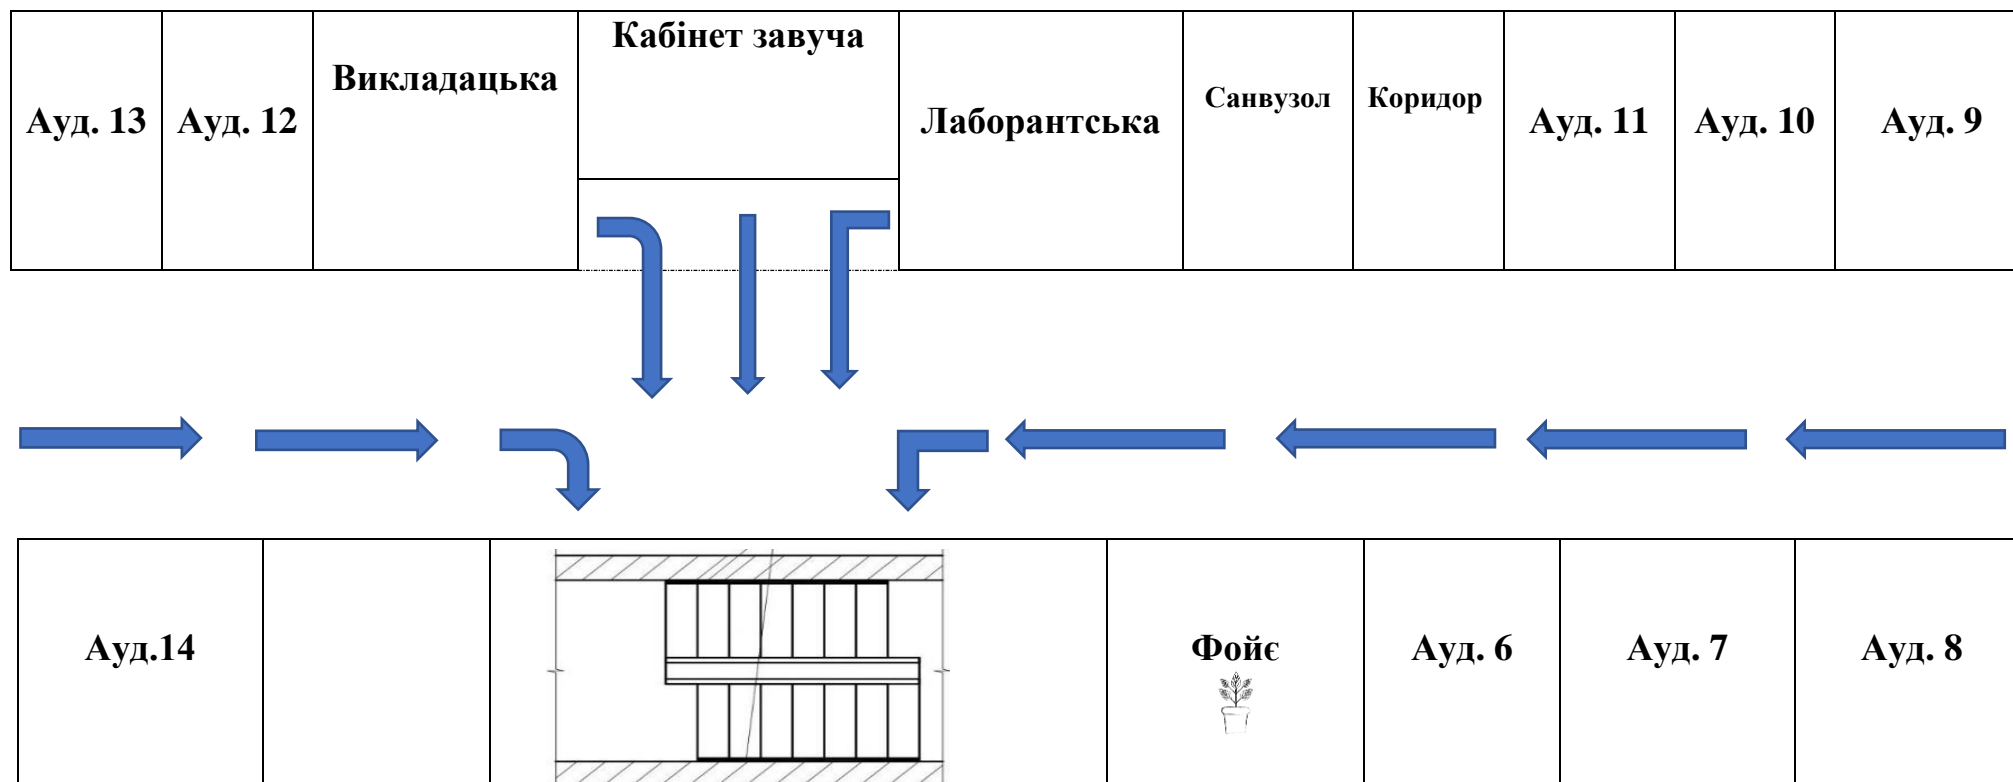 Ауд. 13
Ауд. 12
Викладацька
Кабінет завуча
Лаборантська
Санвузол
Коридор
Ауд. 11
Ауд. 10
Ауд. 9
Ауд.14
Фойє
Ауд. 6
Ауд. 7
Ауд. 8